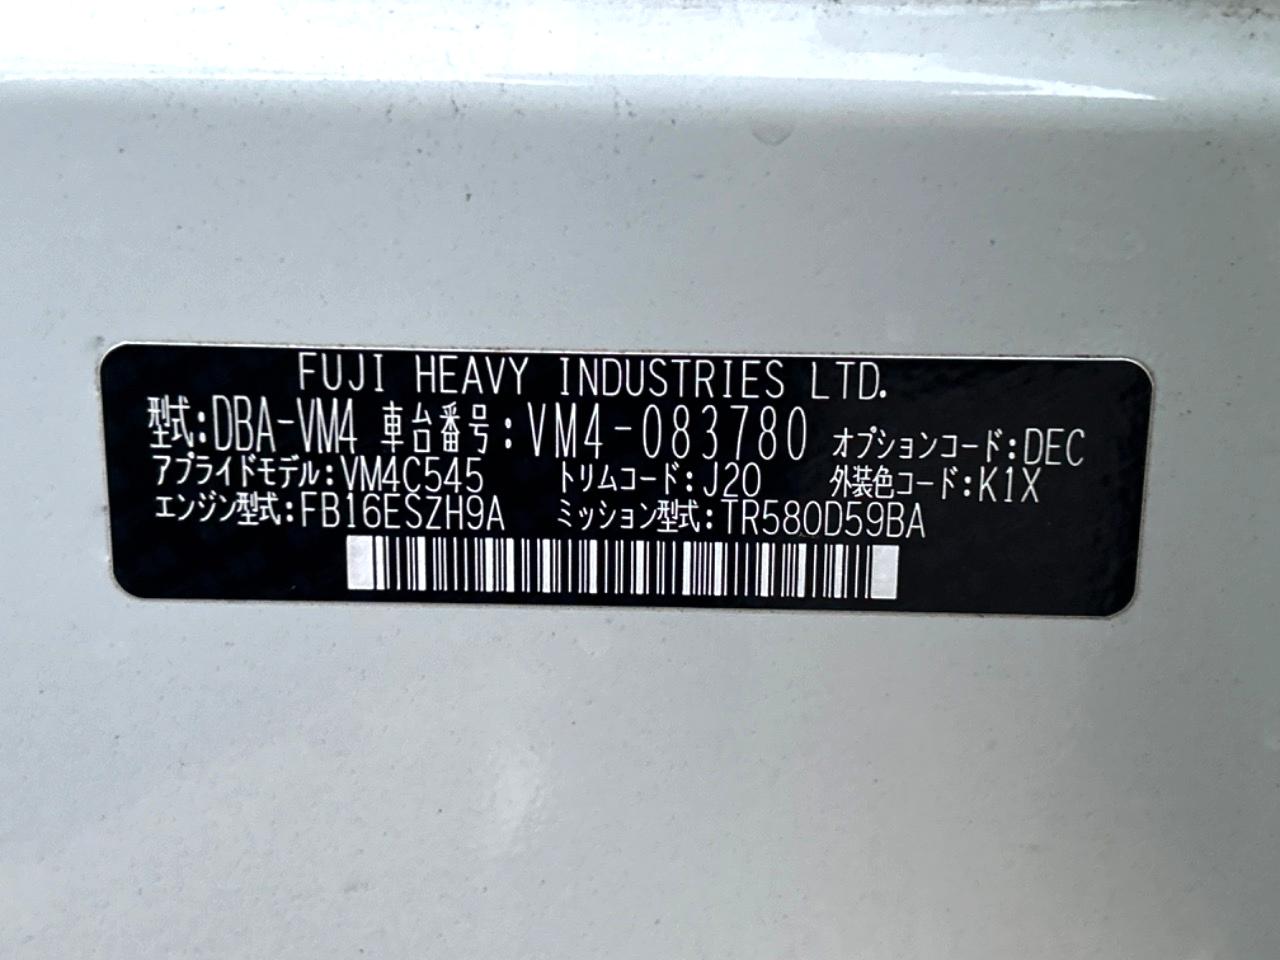 FUJI HEAVY INDUSTRIES LTD.
型式:DBA-VM4 車台番号:VM4-083780 オプションコード:DEC
アプライドモデル:VM4C545 トリムコード:J20 外装色コード:K1X
エンジン型式:FB16ESZH9A ミッション型式:TR580D59BA